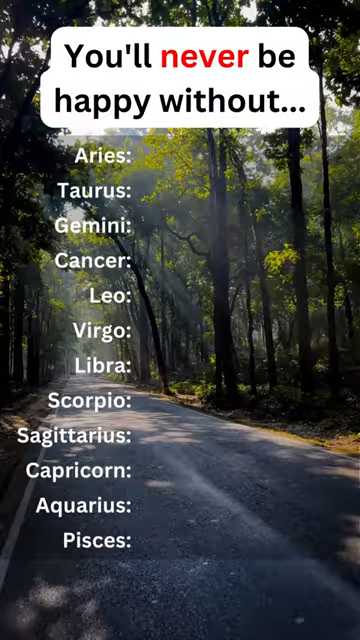 You'll never be
happy without...
Aries:
Taurus:
Gemini:
Cancer:
Leo:
Virgo:
Libra:
Scorpio:
Sagittarius:
Capricorn:
Aquarius:
Pisces: